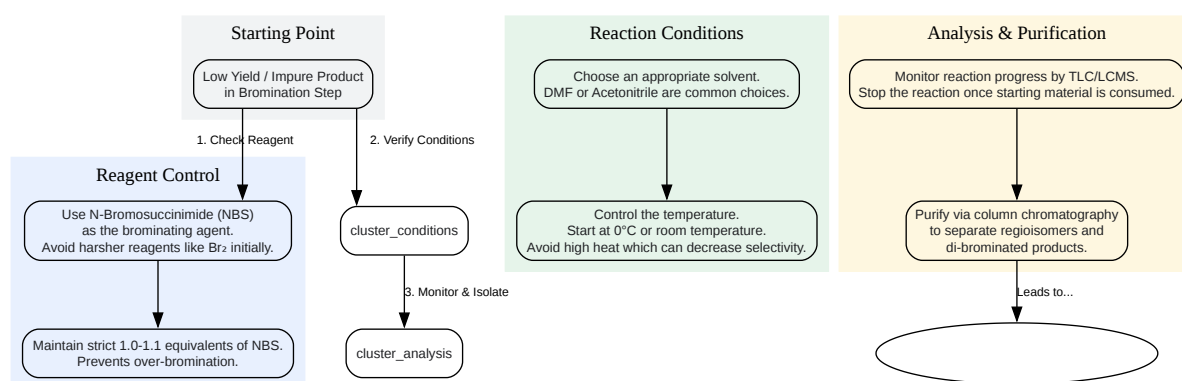 Starting Point
Low Yield / Impure Product
in Bromination Step
1. Check Reagent
2. Verify Conditions
Reagent Control
Use N-Bromosuccinimide (NBS)
as the brominating agent.
Avoid harsher reagents like Br₂ initially.
Maintain strict 1.0-1.1 equivalents of NBS.
Prevents over-bromination.
cluster_conditions
3. Monitor & Isolate
cluster_analysis
Reaction Conditions
Choose an appropriate solvent.
DMF or Acetonitrile are common choices.
Control the temperature.
Start at 0°C or room temperature.
Avoid high heat which can decrease selectivity.
Analysis & Purification
Monitor reaction progress by TLC/LCMS.
Stop the reaction once starting material is consumed.
Purify via column chromatography
to separate regioisomers and
di-brominated products.
Leads to...